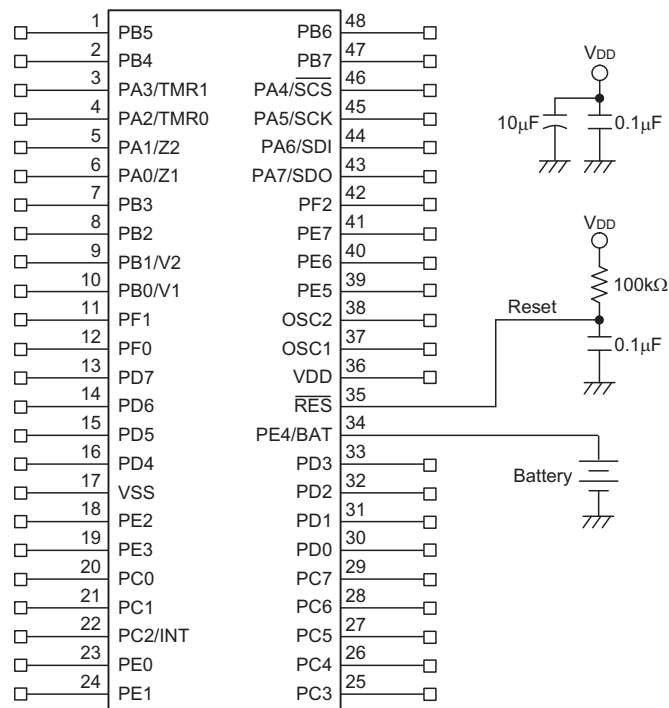 1 PB5 PB6 48
2 PB4 PB7 47
3 PA3/TMR1 PA4/SCS 46
4 PA2/TMR0 PA5/SCK 45
5 PA1/Z2 PA6/SDI 44
6 PA0/Z1 PA7/SDO 43
7 PB3 PF2 42
8 PB2 PE7 41
9 PB1/V2 PE6 40
10 PB0/V1 PE5 39
11 PF1 OSC2 38
12 PF0 OSC1 37
13 PD7 VDD 36
14 PD6 RES 35
15 PD5 PE4/BAT 34
16 PD4 PD3 33
17 VSS PD2 32
18 PE2 PD1 31
19 PE3 PD0 30
20 PC0 PC7 29
21 PC1 PC6 28
22 PC2/INT PC5 27
23 PE0 PC4 26
24 PE1 PC3 25
VDD
10μF 0.1μF
VDD
100kΩ
Reset
0.1μF
Battery